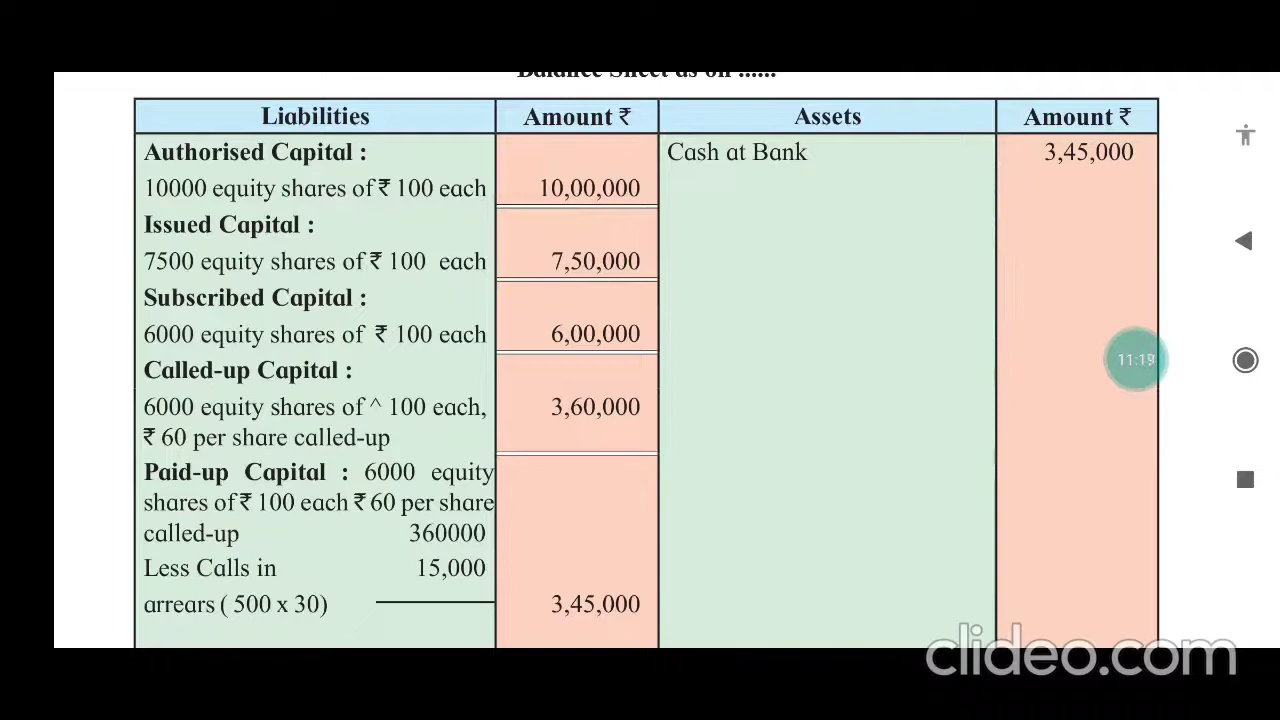 Balance Sheet as on ......
Liabilities Amount ₹ Assets Amount ₹
Authorised Capital : Cash at Bank 3,45,000
10000 equity shares of ₹ 100 each 10,00,000
Issued Capital :
7500 equity shares of ₹ 100 each 7,50,000
Subscribed Capital :
6000 equity shares of ₹ 100 each 6,00,000
Called-up Capital :
6000 equity shares of ^ 100 each, 3,60,000
₹ 60 per share called-up
Paid-up Capital : 6000 equity
shares of ₹ 100 each ₹ 60 per share
called-up 360000
Less Calls in 15,000
arrears ( 500 x 30) 3,45,000
11:19
clideo.com